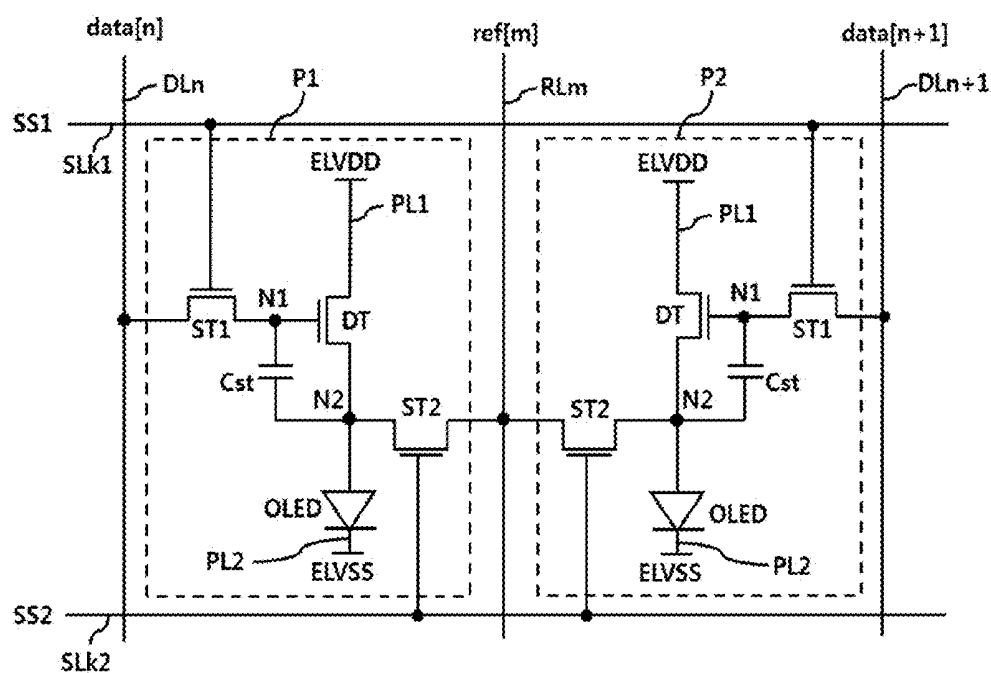 data[n]
ref[m]
data[n+1]
DLn
P1
RLm
P2
DLn+1
SS1
SLk1
ELVDD
ELVDD
PL1
PL1
N1
N1
ST1
DT
DT
ST1
Cst
Cst
N2
ST2
ST2
N2
OLED
OLED
PL2
ELVSS
ELVSS
PL2
SS2
SLk2